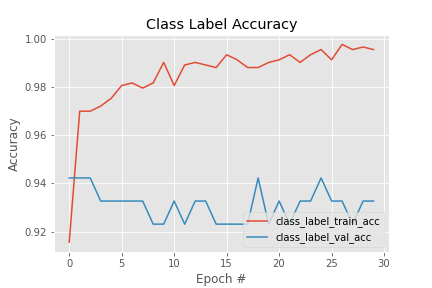 Class Label Accuracy
1.00
0.98
0.96
0.94
0.92
Accuracy
class_label_train_acc
class_label_val_acc
0 5 10 15 20 25 30
Epoch #